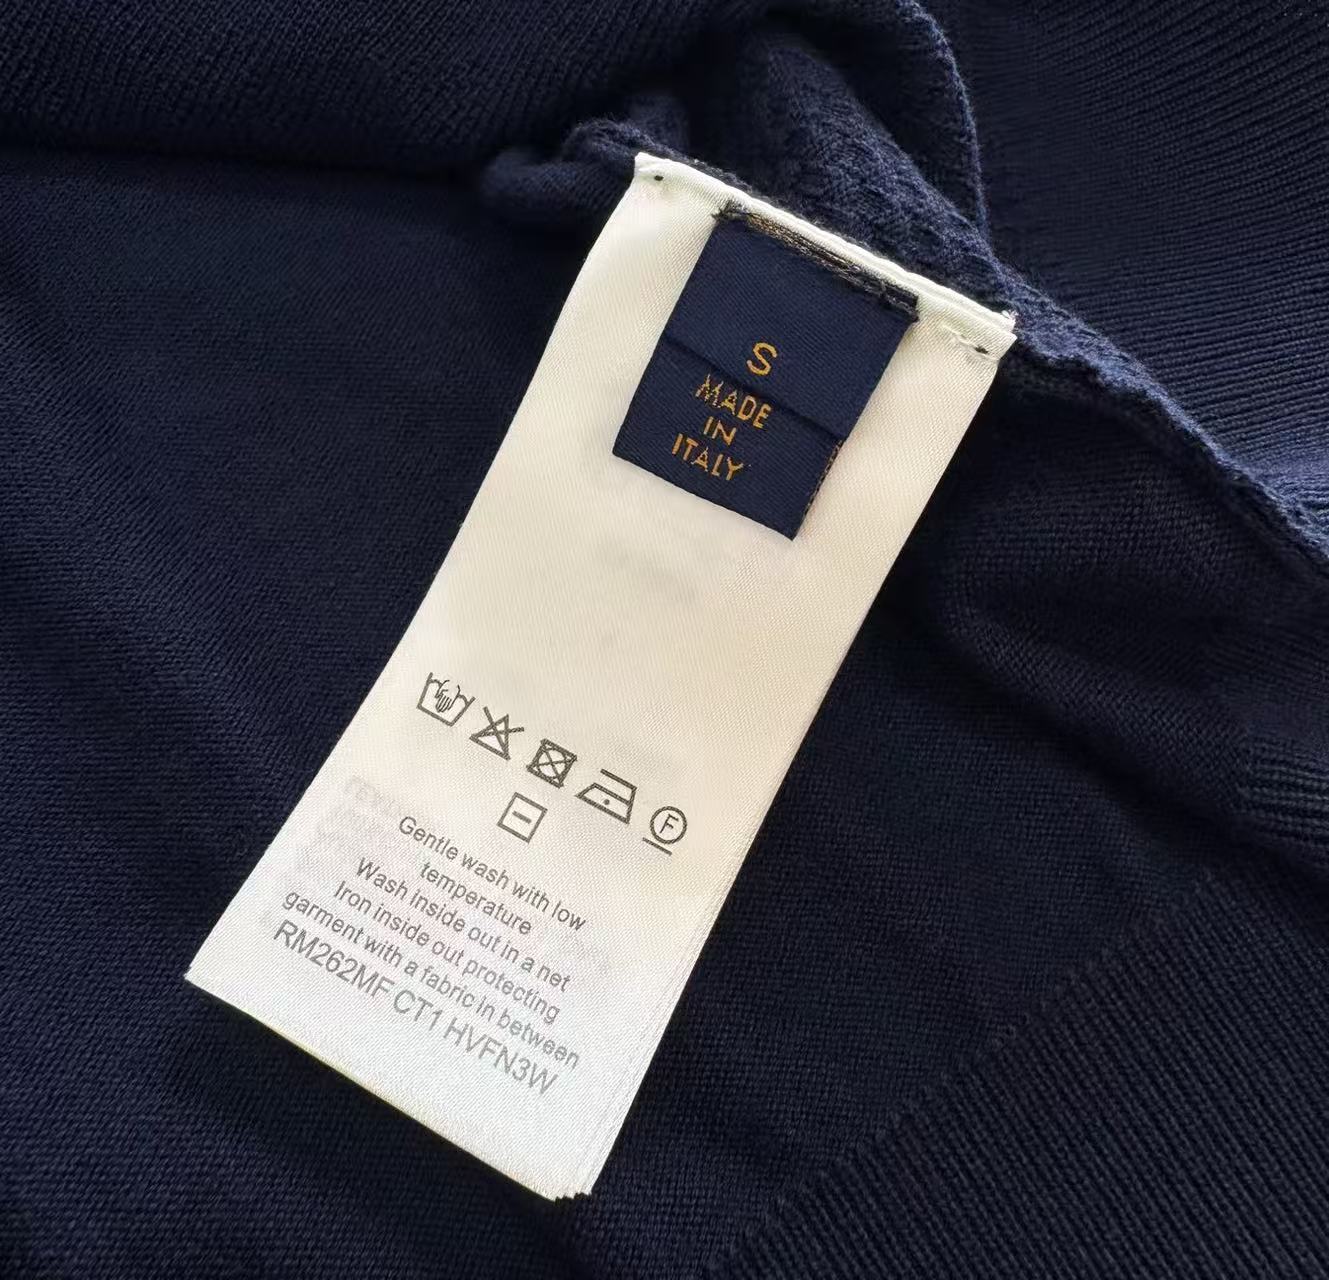 S
MADE
IN
ITALY
F
Gentle wash with low
temperature
Wash inside out in a net
Iron inside out protecting
garment with a fabric in between
RM262MF CT1 HVFN3W